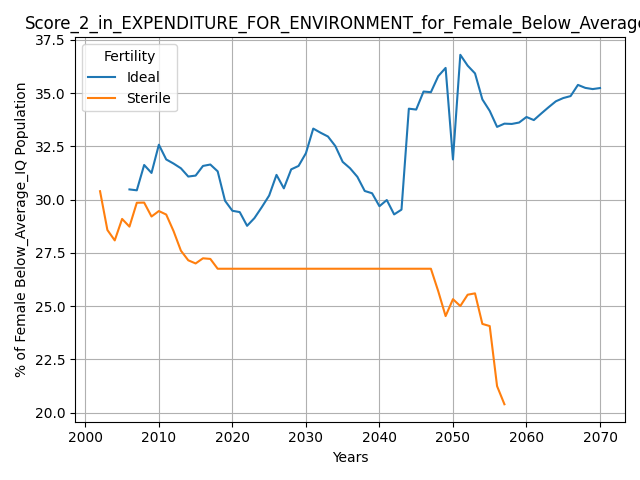 Score_2_in_EXPENDITURE_FOR_ENVIRONMENT_for_Female_Below_Average
37.5
35.0
32.5
30.0
27.5
25.0
22.5
20.0
% of Female Below_Average_IQ Population
Fertility
Ideal
Sterile
2000 2010 2020 2030 2040 2050 2060 2070
Years